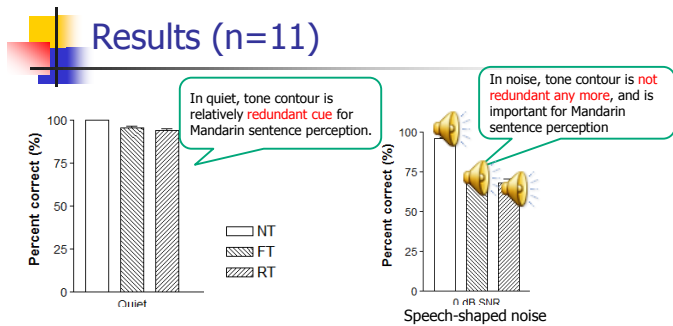 Results (n=11)
In quiet, tone contour is
relatively redundant cue for
Mandarin sentence perception.
In noise, tone contour is not
redundant any more, and is
important for Mandarin
sentence perception
Percent correct (%)
100
75
50
25
0
Quiet
NT
FT
RT
Percent correct (%)
100
75
50
25
0
0 dB SNR
Speech-shaped noise